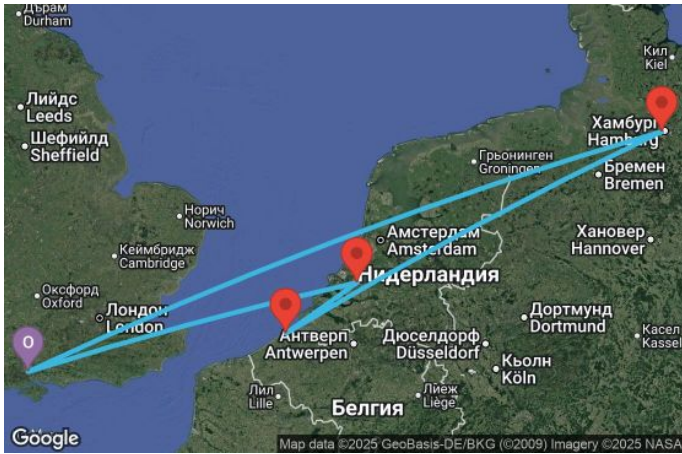 Дърам
Durham
Кил
Kiel
Лийдс
Leeds
Хамбург
Hamburg
Шефийлд
Sheffield
Грьонинген
Groningen
Бремен
Bremen
Норич
Norwich
Амстердам
Amsterdam
Хановер
Hannover
Кеймбридж
Cambridge
Нидерландия
Оксфорд
Oxford
Лондон
London
Дортмунд
Dortmund
O
Антверп
Antwerpen
Дюселдорф
Düsseldorf
Касел
Kassel
Кьолн
Köln
Лил
Lille
Лиеж
Liège
Белгия
Google
Map data ©2025 GeoBasis-DE/BKG (©2009) Imagery ©2025 NASA